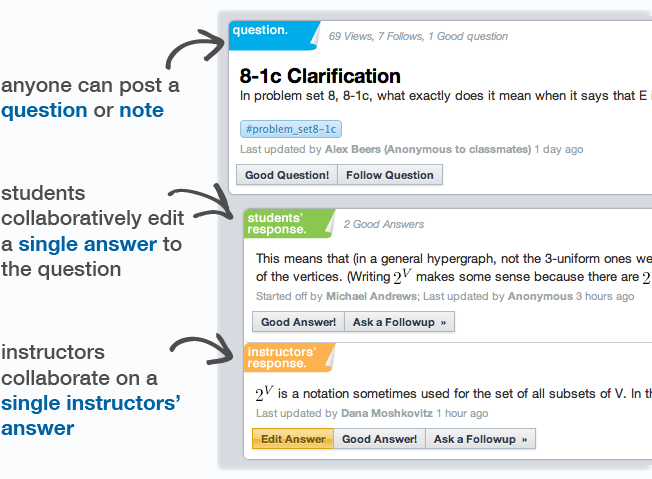 anyone can post a
question or note
students
collaboratively edit
a single answer to
the question
instructors
collaborate on a
single instructors'
answer
question.
69 Views, 7 Follows, 1 Good question
8-1c Clarification
In problem set 8, 8-1c, what exactly does it mean when it says that E i
#problem_set8-1c
Last updated by Alex Beers (Anonymous to classmates) 1 day ago
Good Question! Follow Question
students'
response.
2 Good Answers
This means that (in a general hypergraph, not the 3-uniform ones we
of the vertices. (Writing 2^V makes some sense because there are 2
Started off by Michael Andrews; Last updated by Anonymous 3 hours ago
Good Answer! Ask a Followup »
instructors'
response.
2^V is a notation sometimes used for the set of all subsets of V. In th
Last updated by Dana Moshkovitz 1 hour ago
Edit Answer Good Answer! Ask a Followup »